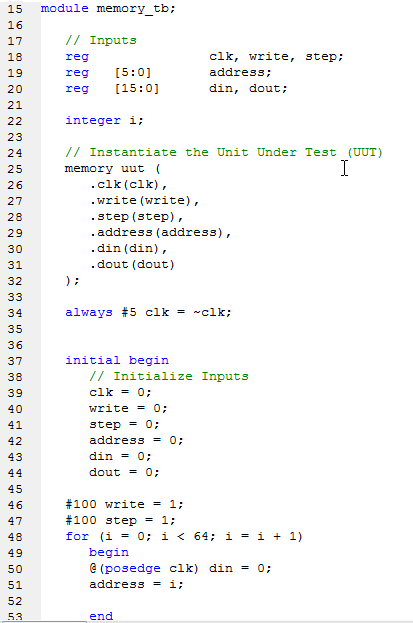 15 module memory_tb;
16
17 // Inputs
18 reg clk, write, step;
19 reg [5:0] address;
20 reg [15:0] din, dout;
21
22 integer i;
23
24 // Instantiate the Unit Under Test (UUT)
25 memory uut (
26 .clk(clk),
27 .write(write),
28 .step(step),
29 .address(address),
30 .din(din),
31 .dout(dout)
32 );
33
34 always #5 clk = ~clk;
35
36
37 initial begin
38 // Initialize Inputs
39 clk = 0;
40 write = 0;
41 step = 0;
42 address = 0;
43 din = 0;
44 dout = 0;
45
46 #100 write = 1;
47 #100 step = 1;
48 for (i = 0; i < 64; i = i + 1)
49 begin
50 @(posedge clk) din = 0;
51 address = i;
52
53 end